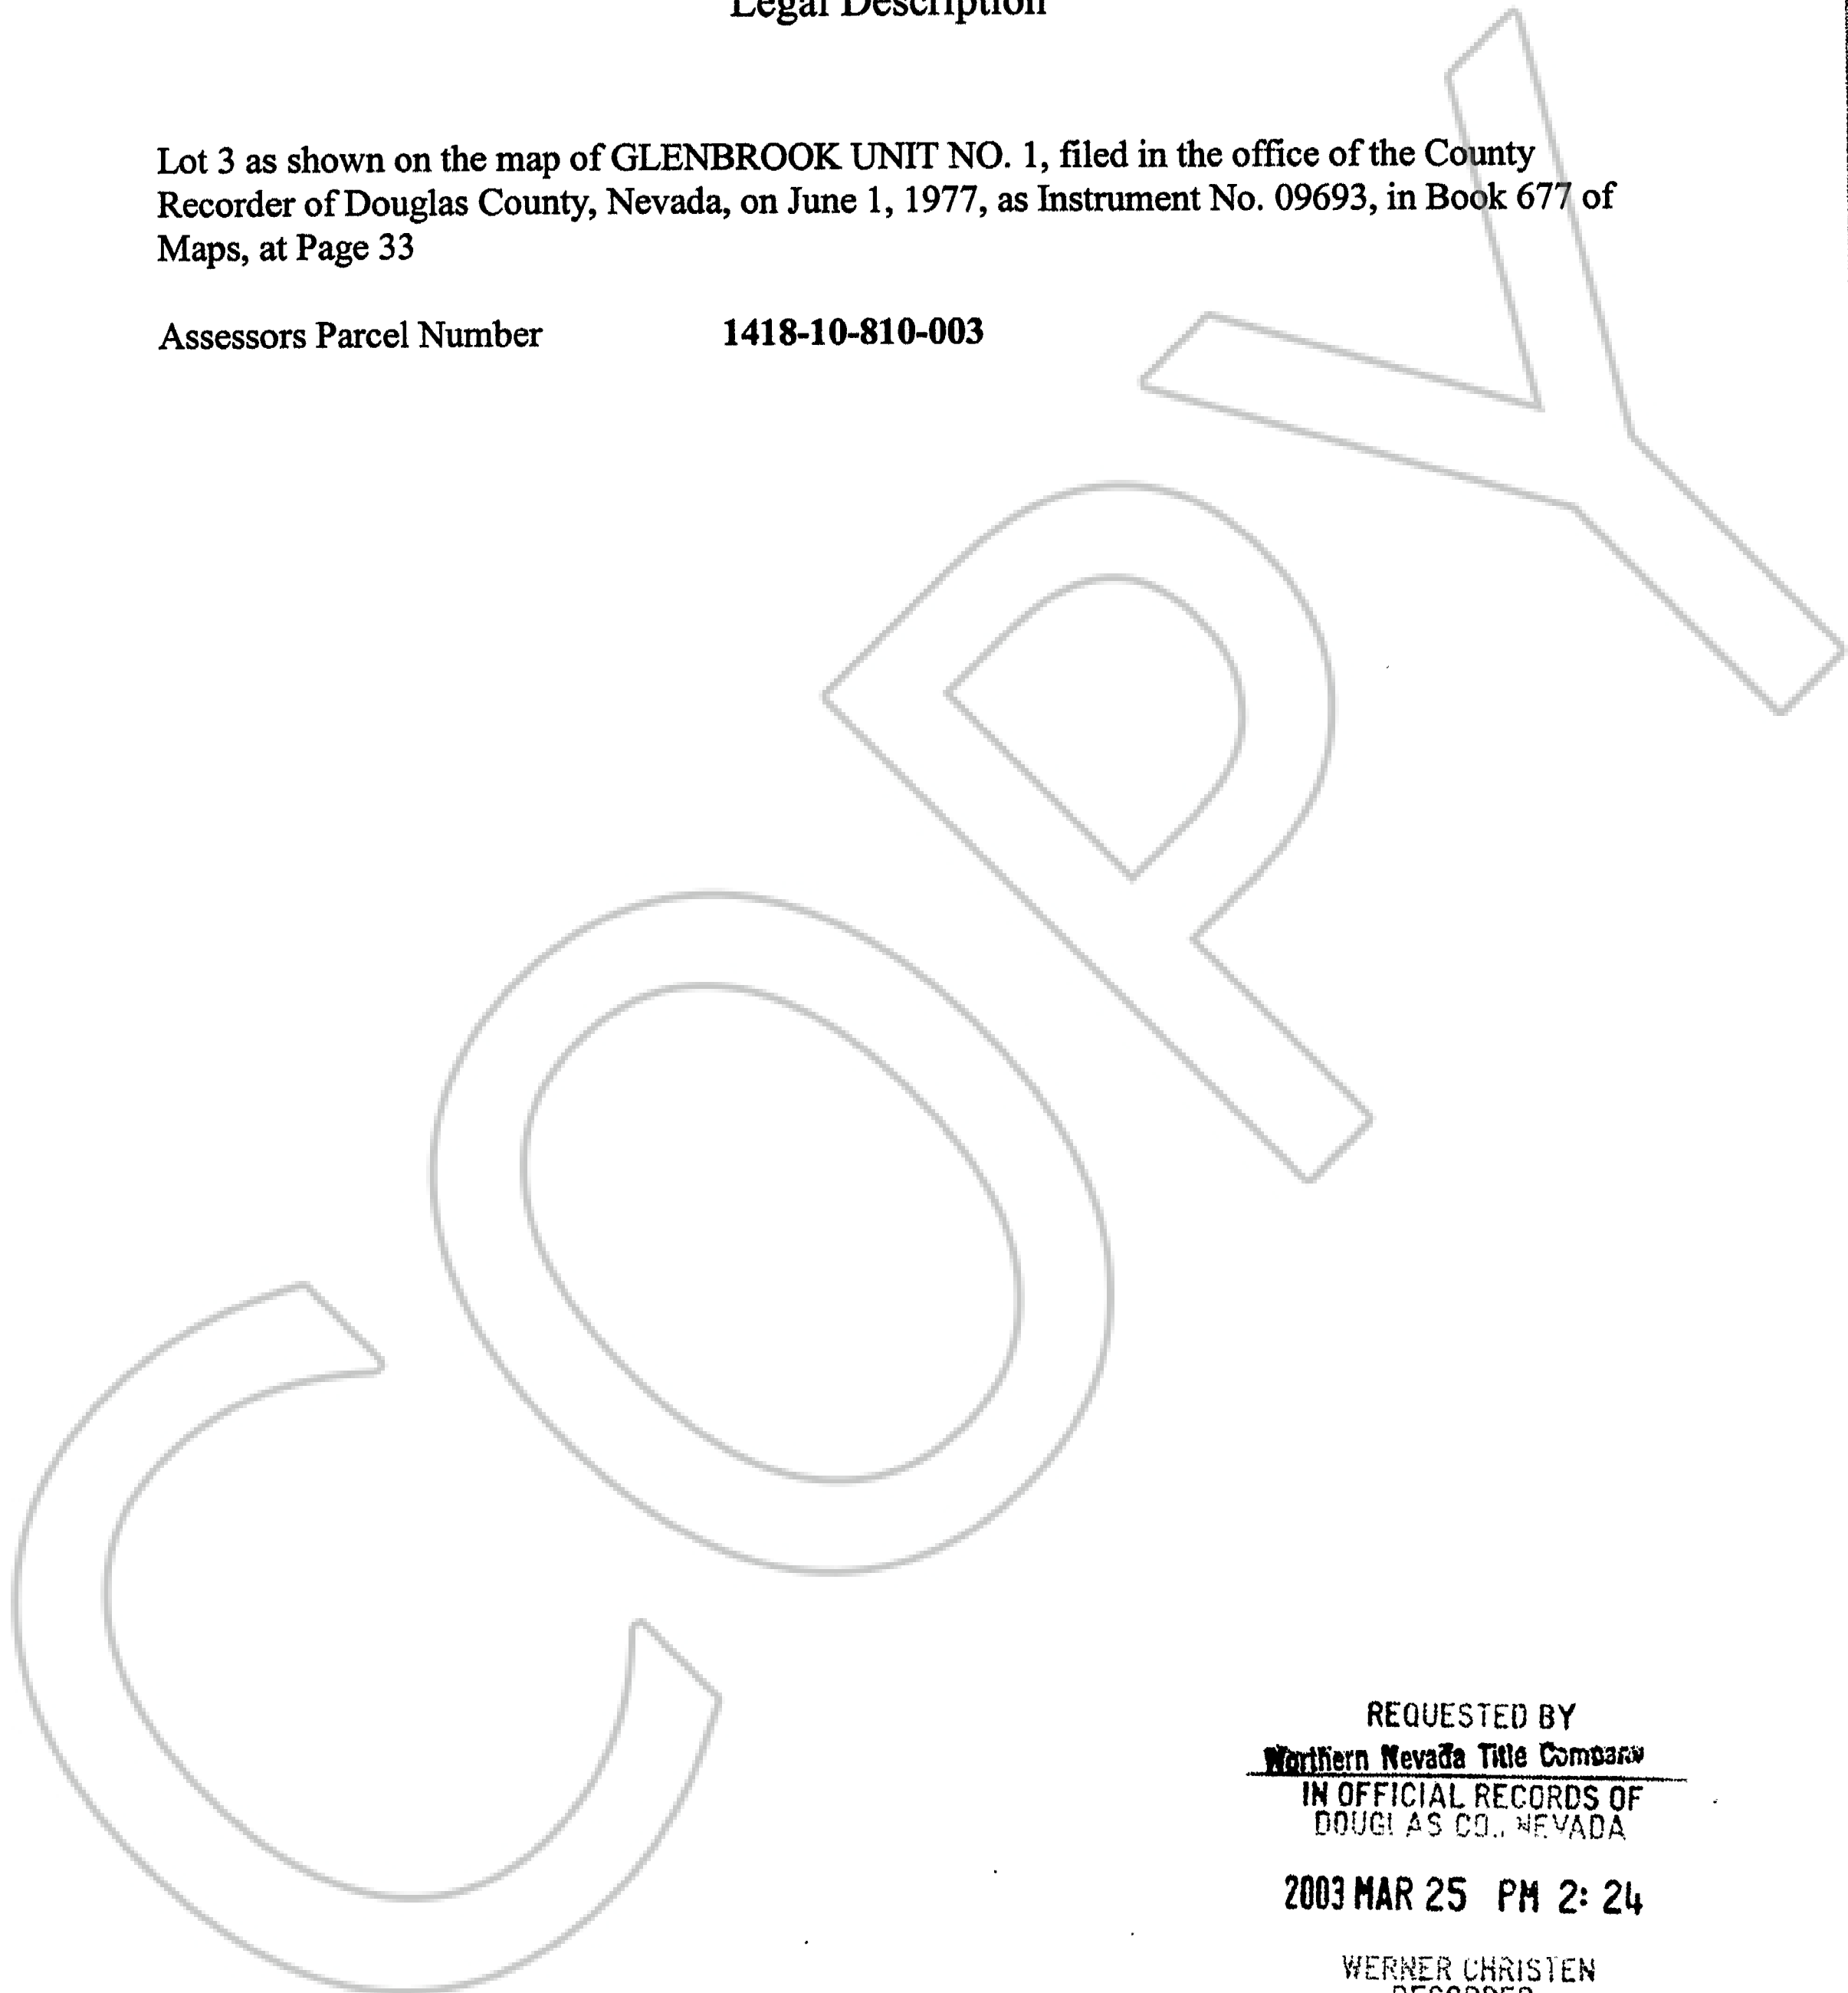 Legal Description
Lot 3 as shown on the map of GLENBROOK UNIT NO. 1, filed in the office of the County
Recorder of Douglas County, Nevada, on June 1, 1977, as Instrument No. 09693, in Book 677 of
Maps, at Page 33
Assessors Parcel Number 1418-10-810-003
COPY
REQUESTED BY
Northern Nevada Title Company
IN OFFICIAL RECORDS OF
DOUGLAS CO., NEVADA
2003 MAR 25 PM 2: 24
WERNER CHRISTEN
RECORDER